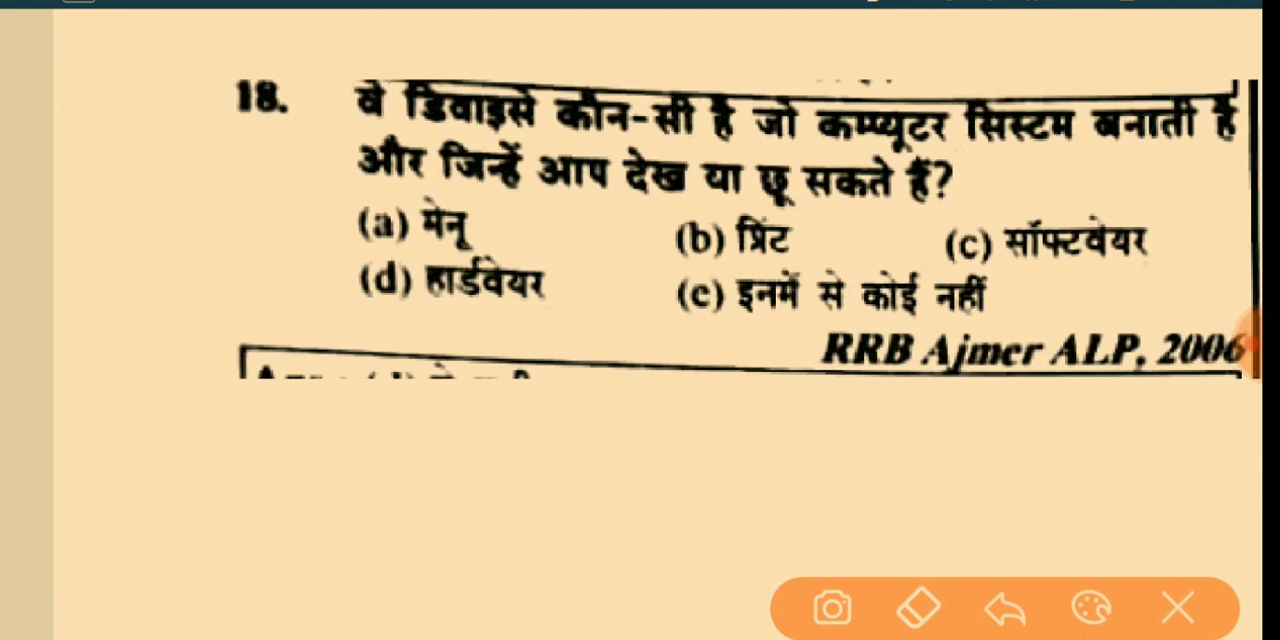 18. वे डिवाइसे कौन-सी है जो कम्प्यूटर सिस्टम बनाती है
और जिन्हें आप देख या छू सकते हैं?
(a) मेनू (b) प्रिंट (c) सॉफ्टवेयर
(d) हार्डवेयर (e) इनमें से कोई नहीं
RRB Ajmer ALP, 2006